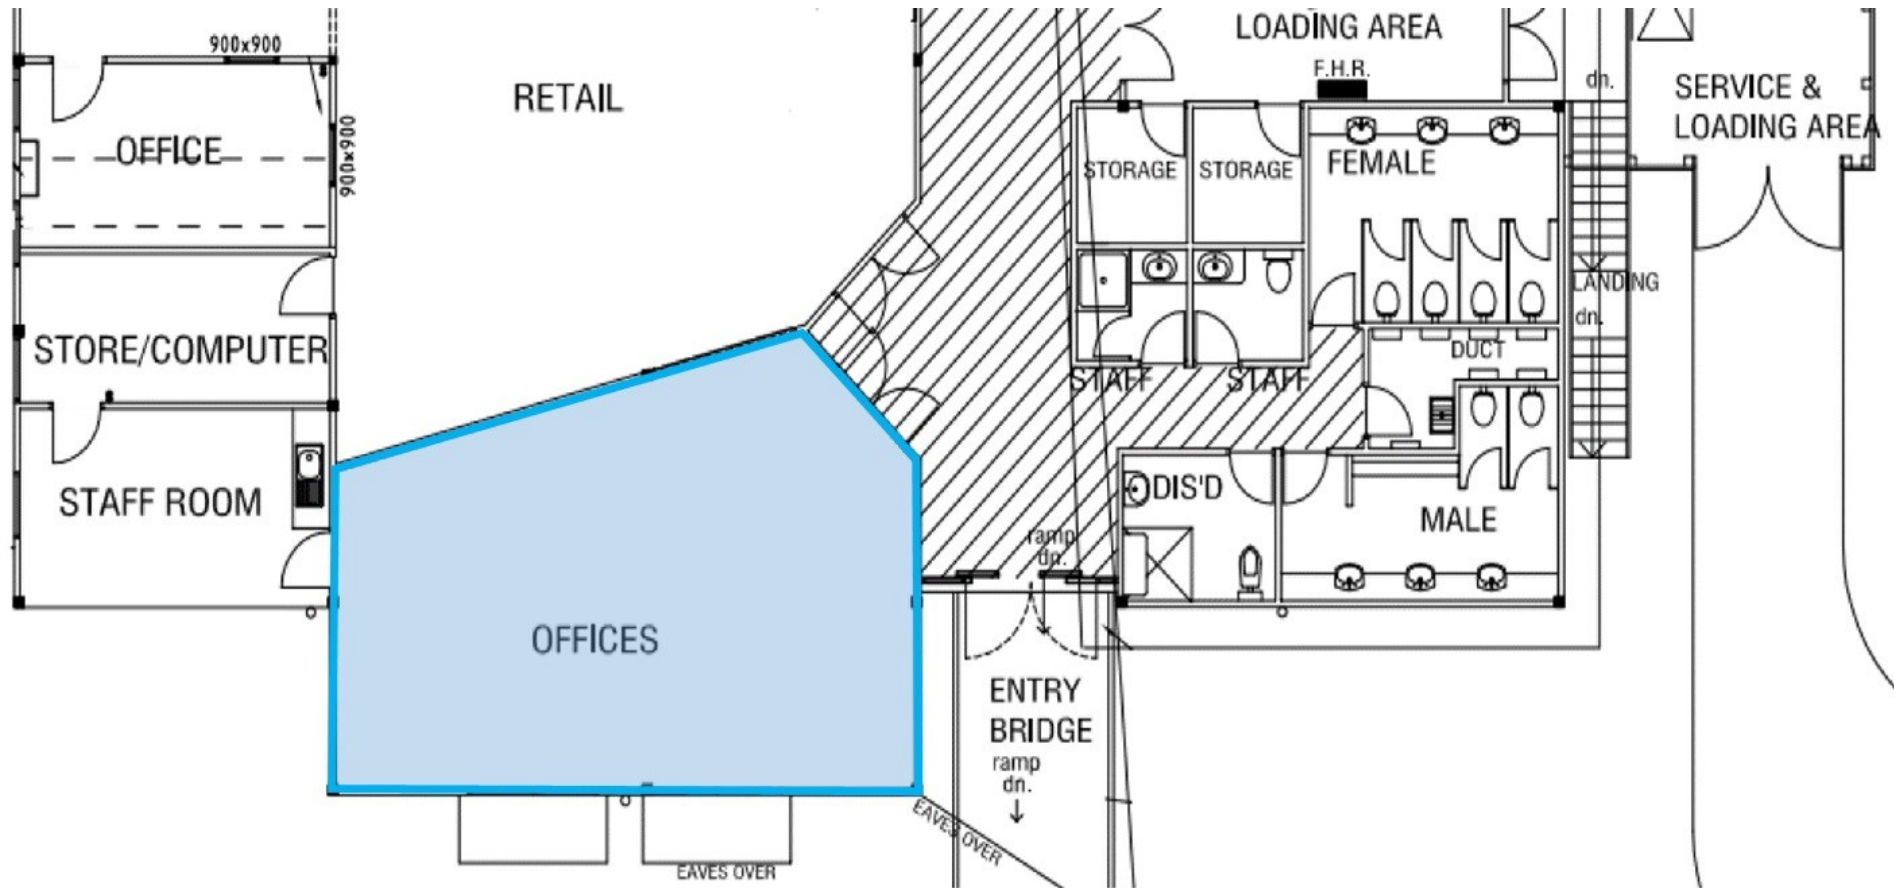 900x900
LOADING AREA
F.H.R.
dn.
SERVICE &
LOADING AREA
RETAIL
OFFICE
900x900
STORAGE
STORAGE
FEMALE
LANDING
dn.
STORE/COMPUTER
DUCT
STAFF
STAFF
STAFF ROOM
DIS'D
MALE
ramp
dn.
OFFICES
ENTRY
BRIDGE
ramp
dn.
EAVES OVER
EAVES OVER